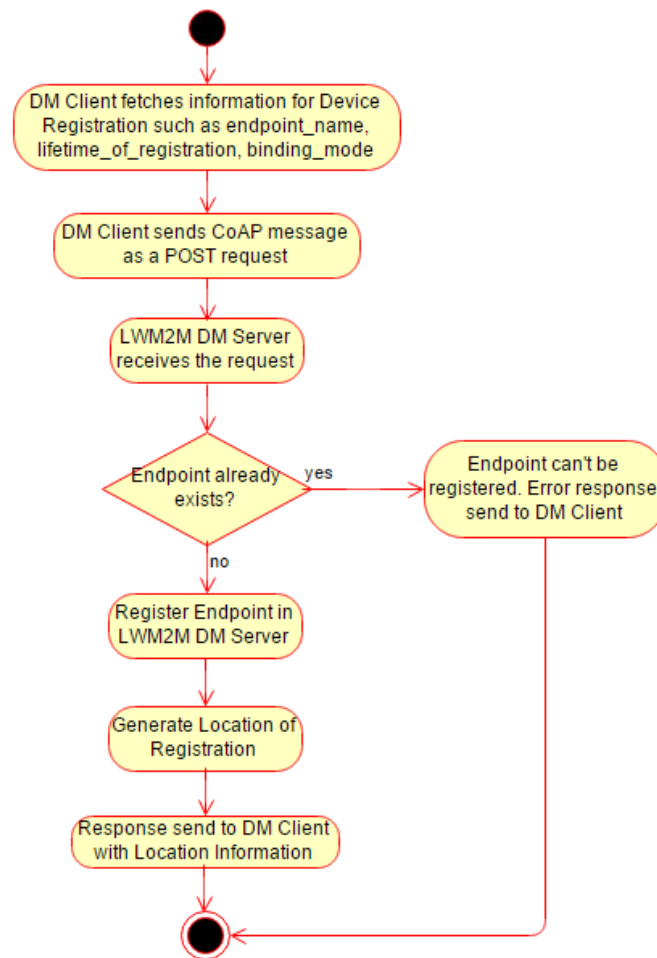 DM Client fetches information for Device
Registration such as endpoint_name,
lifetime_of_registration, binding_mode
DM Client sends CoAP message
as a POST request
LWM2M DM Server
receives the request
Endpoint already
exists?
yes
Endpoint can't be
registered. Error response
send to DM Client
no
Register Endpoint in
LWM2M DM Server
Generate Location of
Registration
Response send to DM Client
with Location Information